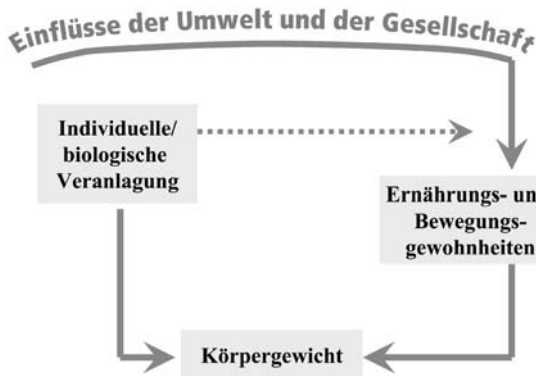 Einflüsse der Umwelt und der Gesellschaft
Individuelle/
biologische
Veranlagung
Ernährungs- un
Bewegungs-
gewohnheiten
Körpergewicht